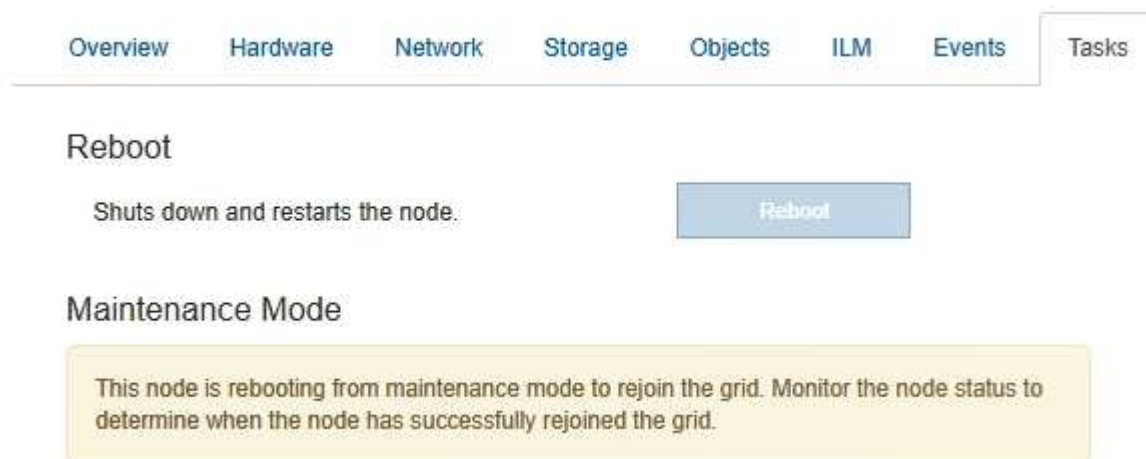 Overview Hardware Network Storage Objects ILM Events Tasks
Reboot
Shuts down and restarts the node. Reboot
Maintenance Mode
This node is rebooting from maintenance mode to rejoin the grid. Monitor the node status to
determine when the node has successfully rejoined the grid.